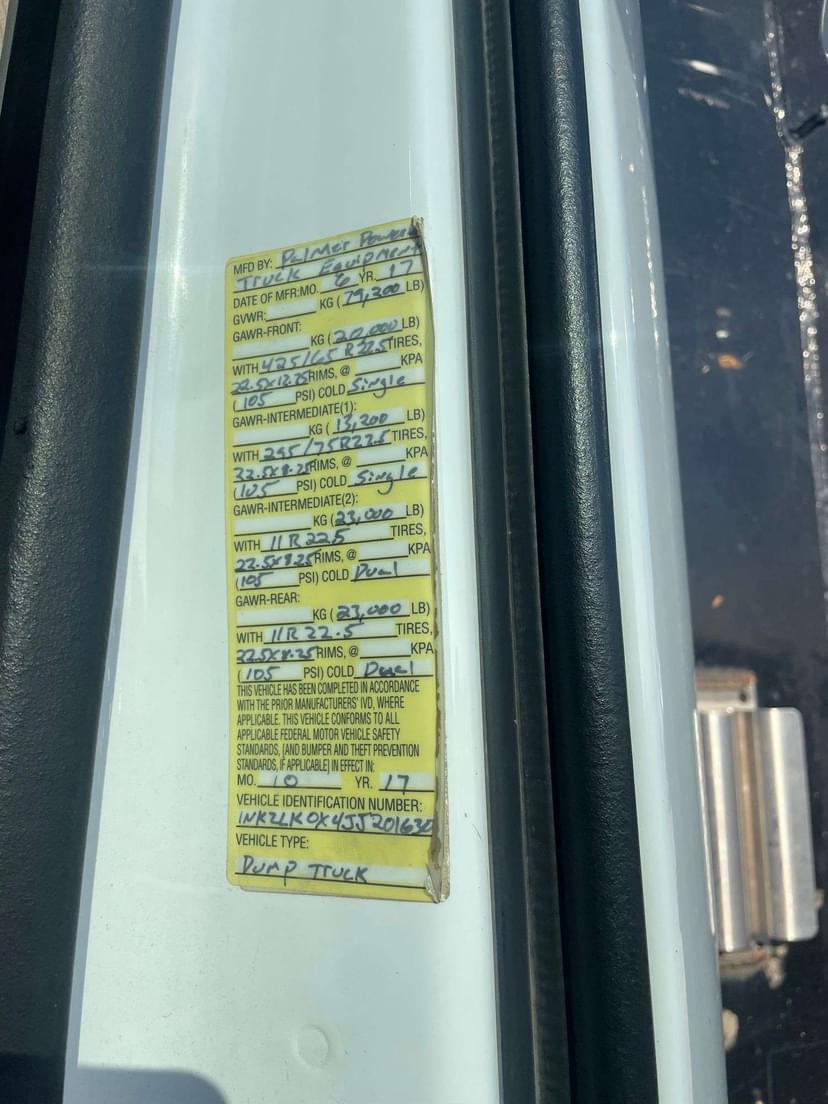 MFD BY: Palmer Power
Truck Equipment
DATE OF MFR:MO. 6 YR. 17
GVWR: KG (79,200 LB)
GAWR-FRONT:
KG (20,000 LB)
WITH 425/65 R22.5 TIRES,
22.5x12.25 RIMS, @ KPA
(105 PSI) COLD Single
GAWR-INTERMEDIATE(1):
KG (13,200 LB)
WITH 295/75R22.5 TIRES,
22.5x8.25 RIMS, @ KPA
(105 PSI) COLD Single
GAWR-INTERMEDIATE(2):
KG (23,000 LB)
WITH 11R22.5 TIRES,
22.5x8.25 RIMS, @ KPA
(105 PSI) COLD Dual
GAWR-REAR:
KG (23,000 LB)
WITH 11R 22.5 TIRES,
22.5x8.25 RIMS, @ KPA
(105 PSI) COLD Dual
THIS VEHICLE HAS BEEN COMPLETED IN ACCORDANCE
WITH THE PRIOR MANUFACTURERS' IVD, WHERE
APPLICABLE. THIS VEHICLE CONFORMS TO ALL
APPLICABLE FEDERAL MOTOR VEHICLE SAFETY
STANDARDS, [AND BUMPER AND THEFT PREVENTION
STANDARDS, IF APPLICABLE] IN EFFECT IN:
MO. 10 YR. 17
VEHICLE IDENTIFICATION NUMBER:
1NKZLK0X4JJ201630
VEHICLE TYPE:
Dump Truck